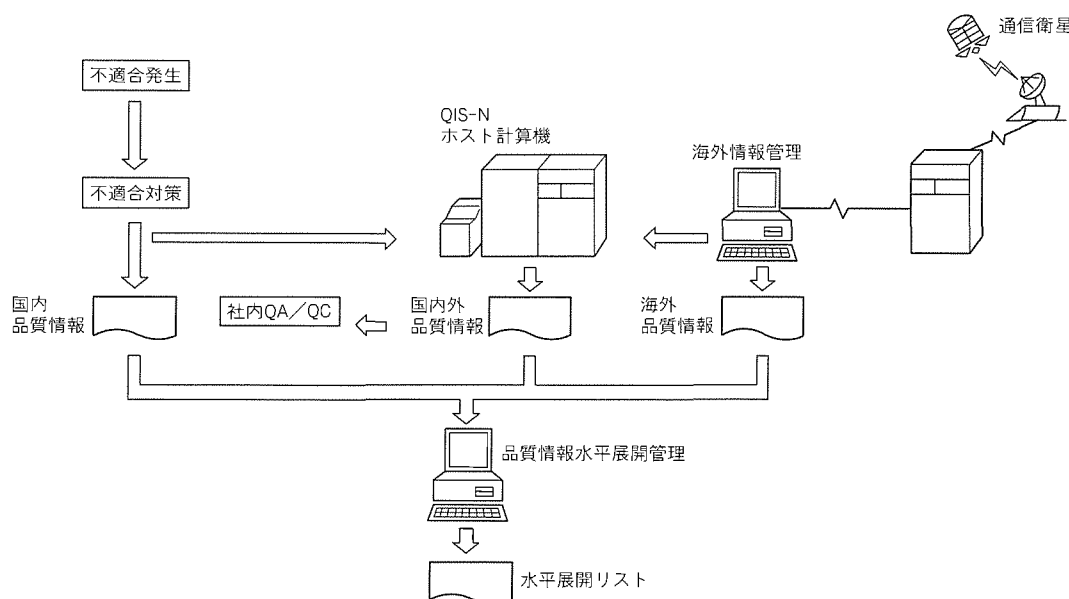 通信衛星
不適合発生
QIS-N
ホスト計算機
海外情報管理
不適合対策
国内
品質情報
社内QA／QC
国内外
品質情報
海外
品質情報
品質情報水平展開管理
水平展開リスト